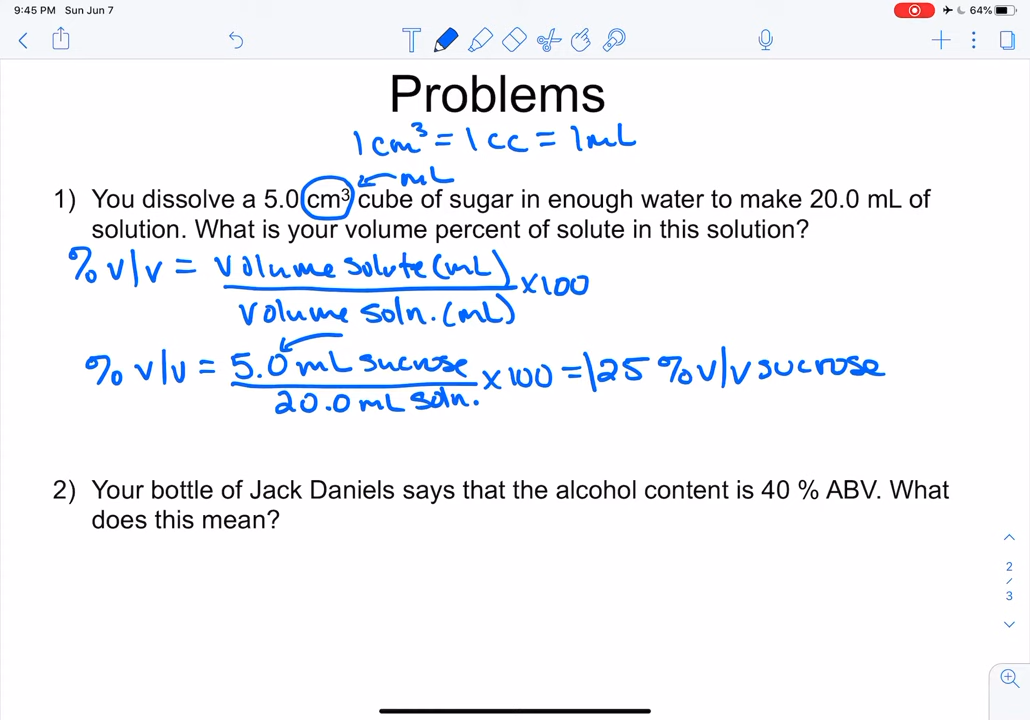 9:45 PM Sun Jun 7
64%
T
Problems
1 cm³ = 1 cc = 1 mL
mL
1) You dissolve a 5.0 cm³ cube of sugar in enough water to make 20.0 mL of
solution. What is your volume percent of solute in this solution?
% v/v = volume solute (mL) × 100
volume soln. (mL)
% v/v = 5.0 mL sucrose × 100 = 25 % v/v sucrose
20.0 mL soln.
2) Your bottle of Jack Daniels says that the alcohol content is 40 % ABV. What
does this mean?
2
/
3